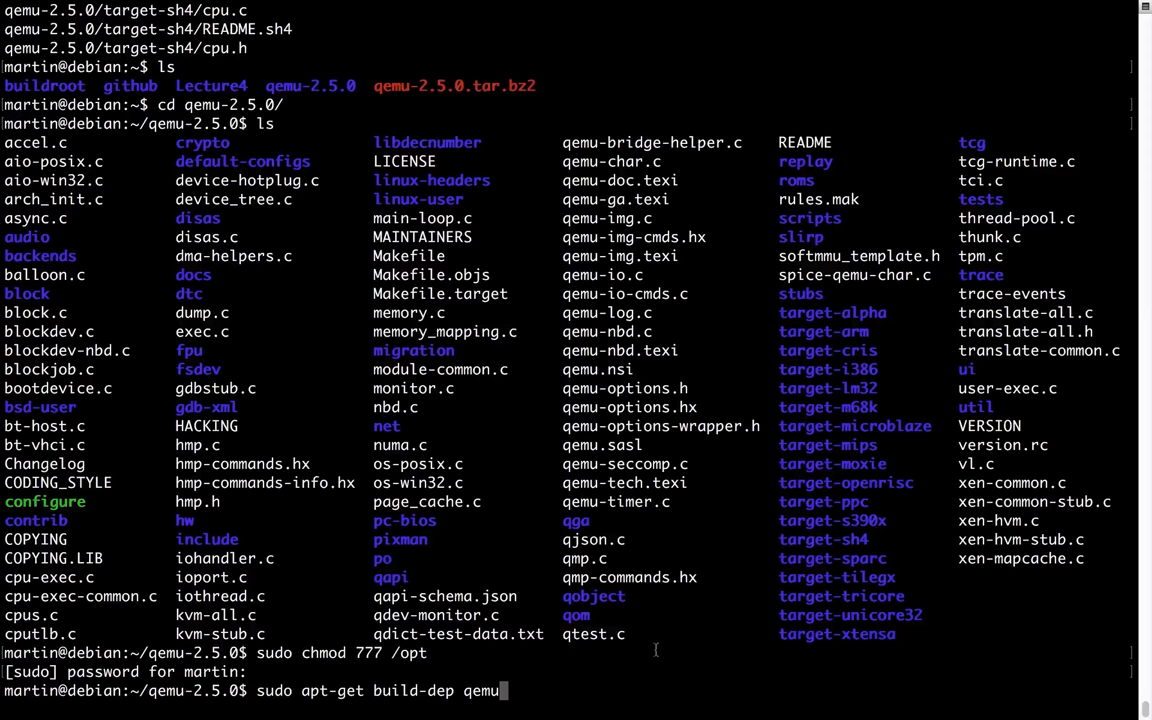 qemu-2.5.0/target-sh4/cpu.c
qemu-2.5.0/target-sh4/README.sh4
qemu-2.5.0/target-sh4/cpu.h
martin@debian:~$ ls
buildroot github Lecture4 qemu-2.5.0 qemu-2.5.0.tar.bz2
martin@debian:~$ cd qemu-2.5.0/
martin@debian:~/qemu-2.5.0$ ls
accel.c crypto libdecnumber qemu-bridge-helper.c README tcg
aio-posix.c default-configs LICENSE qemu-char.c replay tcg-runtime.c
aio-win32.c device-hotplug.c linux-headers qemu-doc.texi roms tci.c
arch_init.c device_tree.c linux-user qemu-ga.texi rules.mak tests
async.c disas main-loop.c qemu-img.c scripts thread-pool.c
audio disas.c MAINTAINERS qemu-img-cmds.hx slirp thunk.c
backends dma-helpers.c Makefile qemu-img.texi softmmu_template.h tpm.c
balloon.c docs Makefile.objs qemu-io.c spice-qemu-char.c trace
block dtc Makefile.target qemu-io-cmds.c stubs trace-events
block.c dump.c memory.c qemu-log.c target-alpha translate-all.c
blockdev.c exec.c memory_mapping.c qemu-nbd.c target-arm translate-all.h
blockdev-nbd.c fpu migration qemu-nbd.texi target-cris translate-common.c
blockjob.c fsdev module-common.c qemu.nsi target-i386 ui
bootdevice.c gdbstub.c monitor.c qemu-options.h target-lm32 user-exec.c
bsd-user gdb-xml nbd.c qemu-options.hx target-m68k util
bt-host.c HACKING net qemu-options-wrapper.h target-microblaze VERSION
bt-vhci.c hmp.c numa.c qemu.sasl target-mips version.rc
Changelog hmp-commands.hx os-posix.c qemu-seccomp.c target-moxie vl.c
CODING_STYLE hmp-commands-info.hx os-win32.c qemu-tech.texi target-openrisc xen-common.c
configure hmp.h page_cache.c qemu-timer.c target-ppc xen-common-stub.c
contrib hw pc-bios qga target-s390x xen-hvm.c
COPYING include pixman qjson.c target-sh4 xen-hvm-stub.c
COPYING.LIB iohandler.c po qmp.c target-sparc xen-mapcache.c
cpu-exec.c ioport.c qapi qmp-commands.hx target-tilegx
cpu-exec-common.c iothread.c qapi-schema.json qobject target-tricore
cpus.c kvm-all.c qdev-monitor.c qom target-unicore32
cputlb.c kvm-stub.c qdict-test-data.txt qtest.c target-xtensa
martin@debian:~/qemu-2.5.0$ sudo chmod 777 /opt
[sudo] password for martin:
martin@debian:~/qemu-2.5.0$ sudo apt-get build-dep qemu